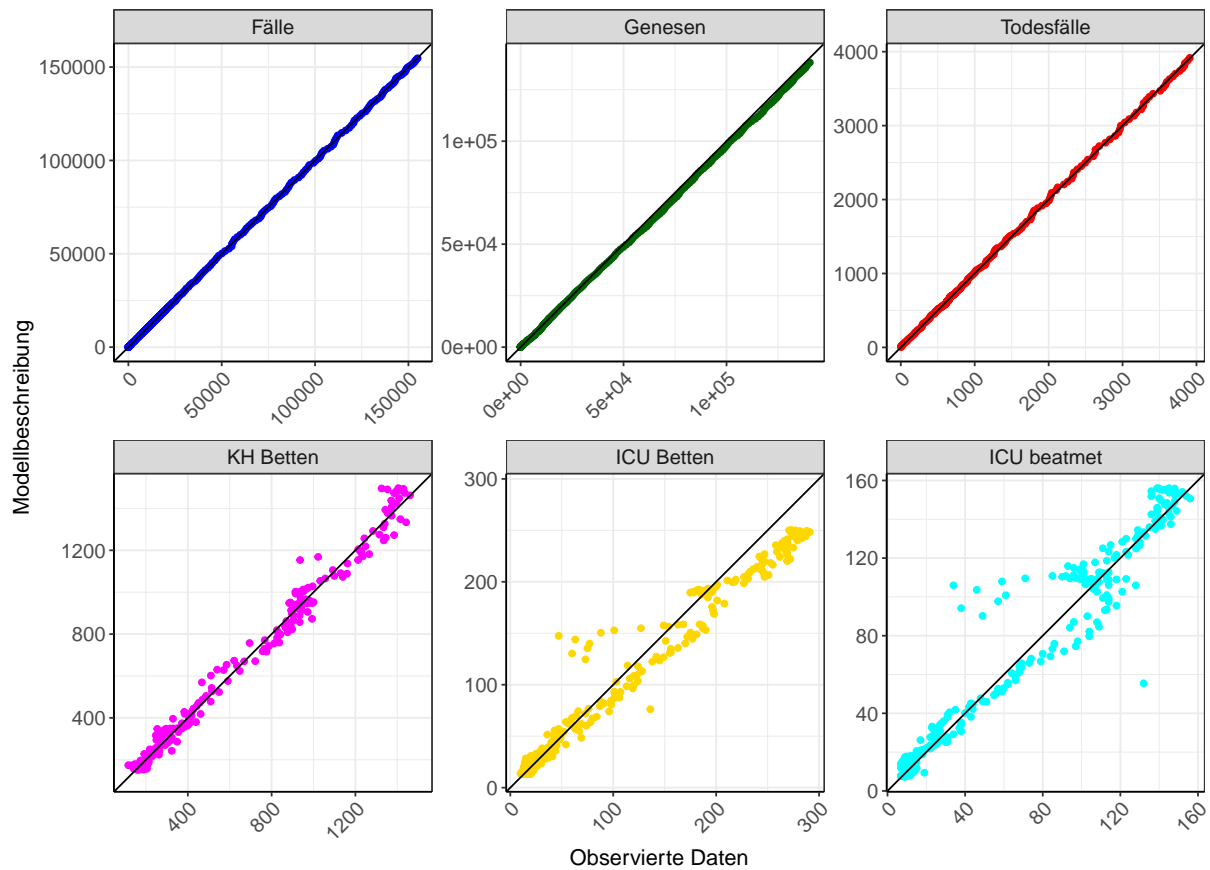 Fälle Genesen Todesfälle
150000
100000
50000
0
0 50000 100000 150000
1e+05
5e+04
0e+00
0e+00 5e+04 1e+05
4000
3000
2000
1000
0
0 1000 2000 3000 4000
Modellbeschreibung
KH Betten ICU Betten ICU beatmet
1200
800
400
400 800 1200
300
200
100
0
0 100 200 300
160
120
80
40
0
0 40 80 120 160
Observierte Daten